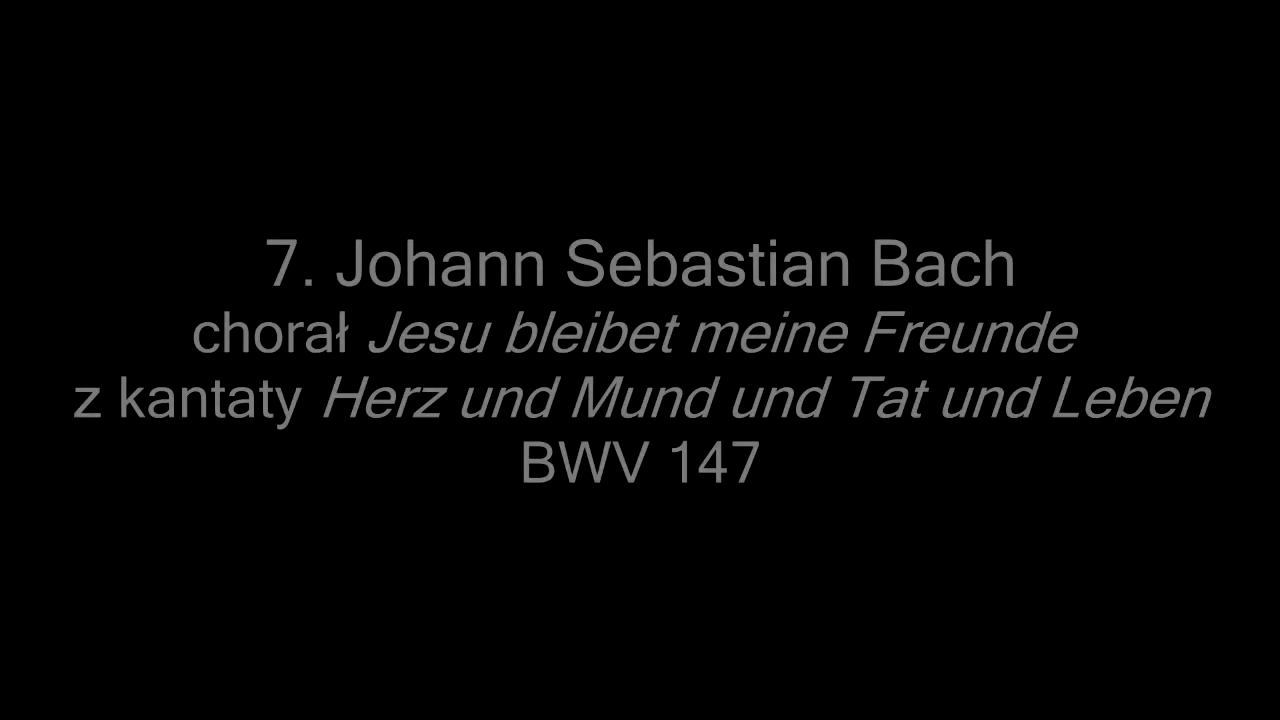 7. Johann Sebastian Bach
chorał Jesu bleibet meine Freunde
z kantaty Herz und Mund und Tat und Leben
BWV 147